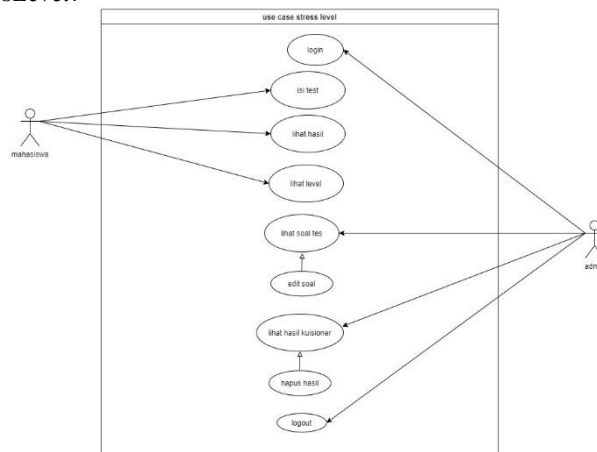 use case stress level
login
isi test
lihat hasil
mahasiswa
lihat level
lihat soal tes
edit soal
lihat hasil kuisioner
hapus hasil
logout